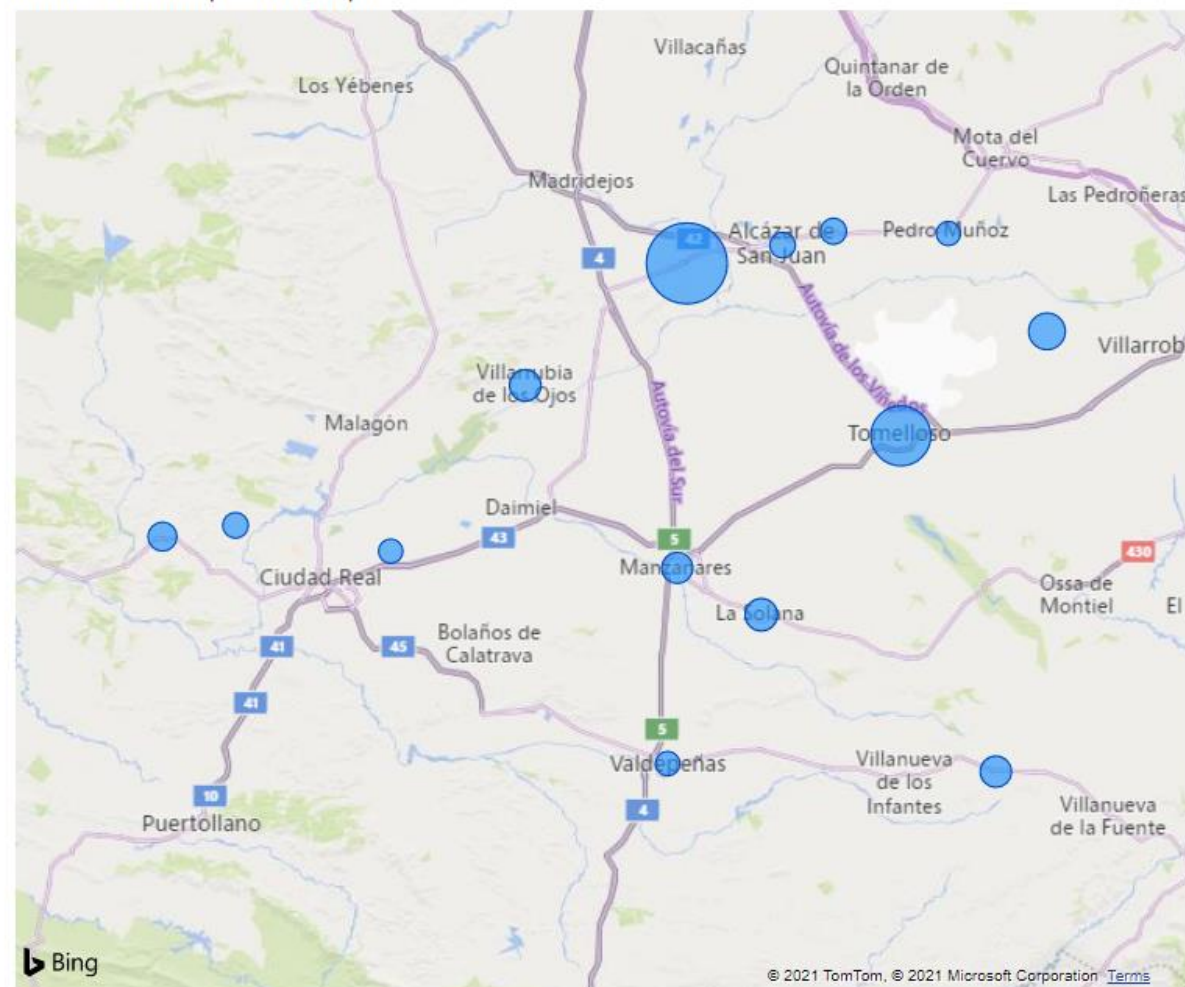 Villacañas
Los Yébenes
Quintanar de
la Orden
Mota del
Cuervo
Madridejos
Las Pedroñeras
Alcázar de
San Juan
Pedro Muñoz
42
4
Autovía de los Viñedos
Villarrob
Villarrubia
de los Ojos
Autovía del Sur
Malagón
Tomelloso
Daimiel
43
5
430
Ciudad Real
Manzanares
Ossa de
Montiel
El
La Solana
Bolaños de
Calatrava
41
45
41
5
Valdepeñas
Villanueva
de los
Infantes
10
4
Villanueva
de la Fuente
Puertollano
Bing
© 2021 TomTom, © 2021 Microsoft Corporation Terms